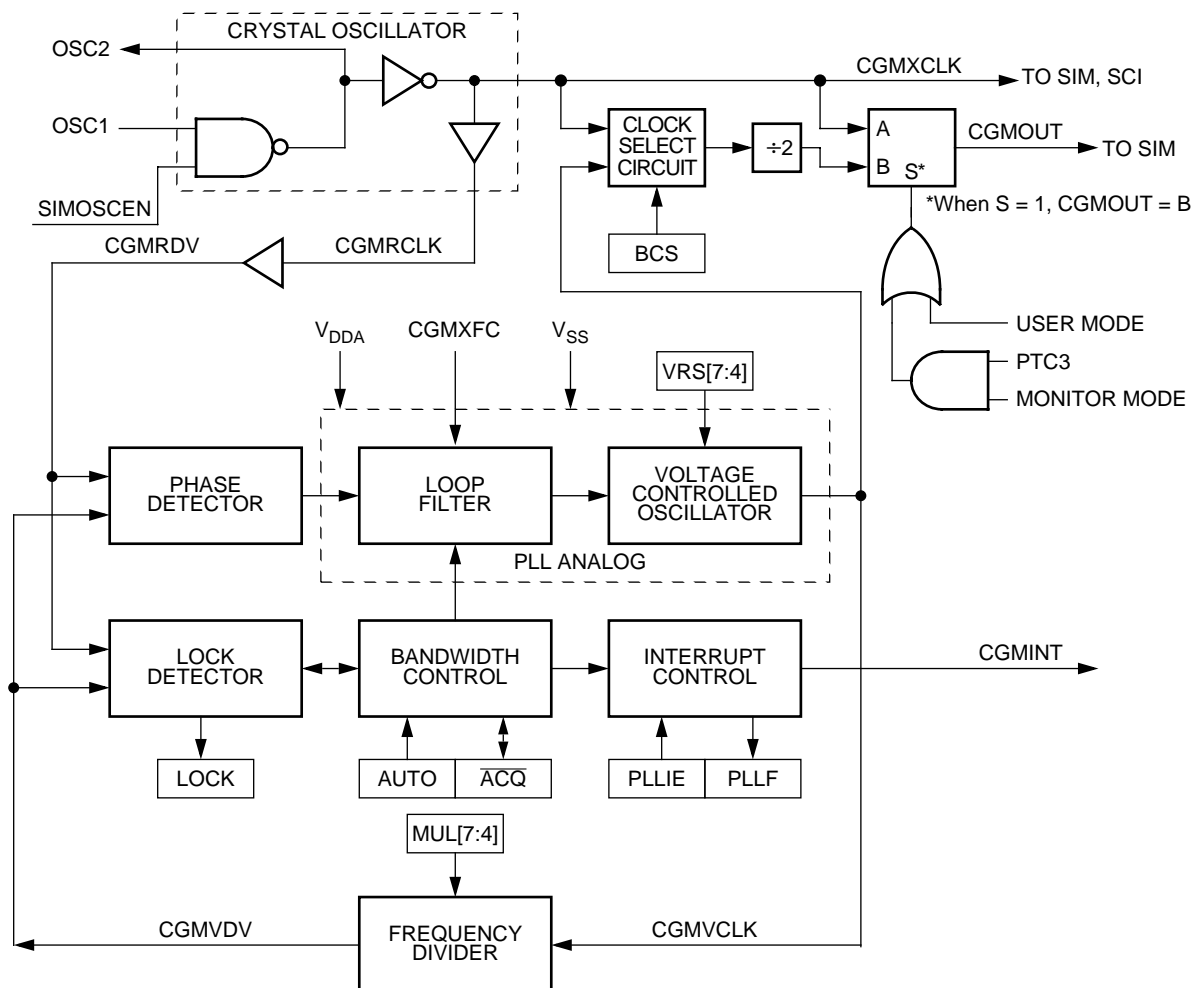 CRYSTAL OSCILLATOR
OSC2
CGMXCLK
TO SIM, SCI
OSC1
CLOCK
SELECT
CIRCUIT
÷2
A
B
S*
CGMOUT
TO SIM
SIMOSCEN
*When S = 1, CGMOUT = B
CGMRDV
CGMRCLK
BCS
USER MODE
PTC3
MONITOR MODE
VDDA
CGMXFC
VSS
VRS[7:4]
PHASE
DETECTOR
LOOP
FILTER
VOLTAGE
CONTROLLED
OSCILLATOR
PLL ANALOG
LOCK
DETECTOR
BANDWIDTH
CONTROL
INTERRUPT
CONTROL
CGMINT
LOCK
AUTO
A̅C̅Q̅
PLLIE
PLLF
MUL[7:4]
CGMVDV
FREQUENCY
DIVIDER
CGMVCLK